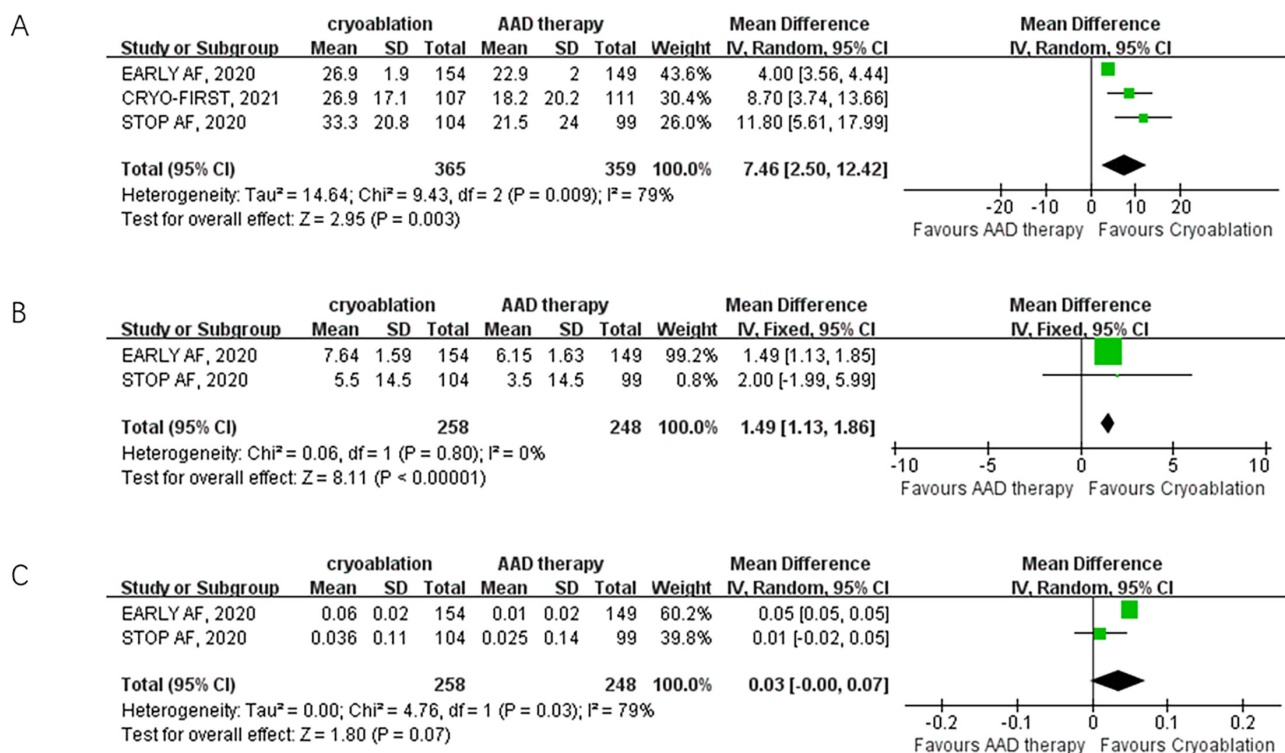 A
cryoablation AAD therapy Mean Difference Mean Difference
Study or Subgroup Mean SD Total Mean SD Total Weight IV, Random, 95% CI IV, Random, 95% CI
EARLY AF, 2020 26.9 1.9 154 22.9 2 149 43.6% 4.00 [3.56, 4.44]
CRYO-FIRST, 2021 26.9 17.1 107 18.2 20.2 111 30.4% 8.70 [3.74, 13.66]
STOP AF, 2020 33.3 20.8 104 21.5 24 99 26.0% 11.80 [5.61, 17.99]
Total (95% CI) 365 359 100.0% 7.46 [2.50, 12.42]
Heterogeneity: Tau² = 14.64; Chi² = 9.43, df = 2 (P = 0.009); I² = 79%
Test for overall effect: Z = 2.95 (P = 0.003)
-20 -10 0 10 20
Favours AAD therapy Favours Cryoablation
B
cryoablation AAD therapy Mean Difference Mean Difference
Study or Subgroup Mean SD Total Mean SD Total Weight IV, Fixed, 95% CI IV, Fixed, 95% CI
EARLY AF, 2020 7.64 1.59 154 6.15 1.63 149 99.2% 1.49 [1.13, 1.85]
STOP AF, 2020 5.5 14.5 104 3.5 14.5 99 0.8% 2.00 [-1.99, 5.99]
Total (95% CI) 258 248 100.0% 1.49 [1.13, 1.86]
Heterogeneity: Chi² = 0.06, df = 1 (P = 0.80); I² = 0%
Test for overall effect: Z = 8.11 (P < 0.00001)
-10 -5 0 5 10
Favours AAD therapy Favours Cryoablation
C
cryoablation AAD therapy Mean Difference Mean Difference
Study or Subgroup Mean SD Total Mean SD Total Weight IV, Random, 95% CI IV, Random, 95% CI
EARLY AF, 2020 0.06 0.02 154 0.01 0.02 149 60.2% 0.05 [0.05, 0.05]
STOP AF, 2020 0.036 0.11 104 0.025 0.14 99 39.8% 0.01 [-0.02, 0.05]
Total (95% CI) 258 248 100.0% 0.03 [-0.00, 0.07]
Heterogeneity: Tau² = 0.00; Chi² = 4.76, df = 1 (P = 0.03); I² = 79%
Test for overall effect: Z = 1.80 (P = 0.07)
-0.2 -0.1 0 0.1 0.2
Favours AAD therapy Favours Cryoablation